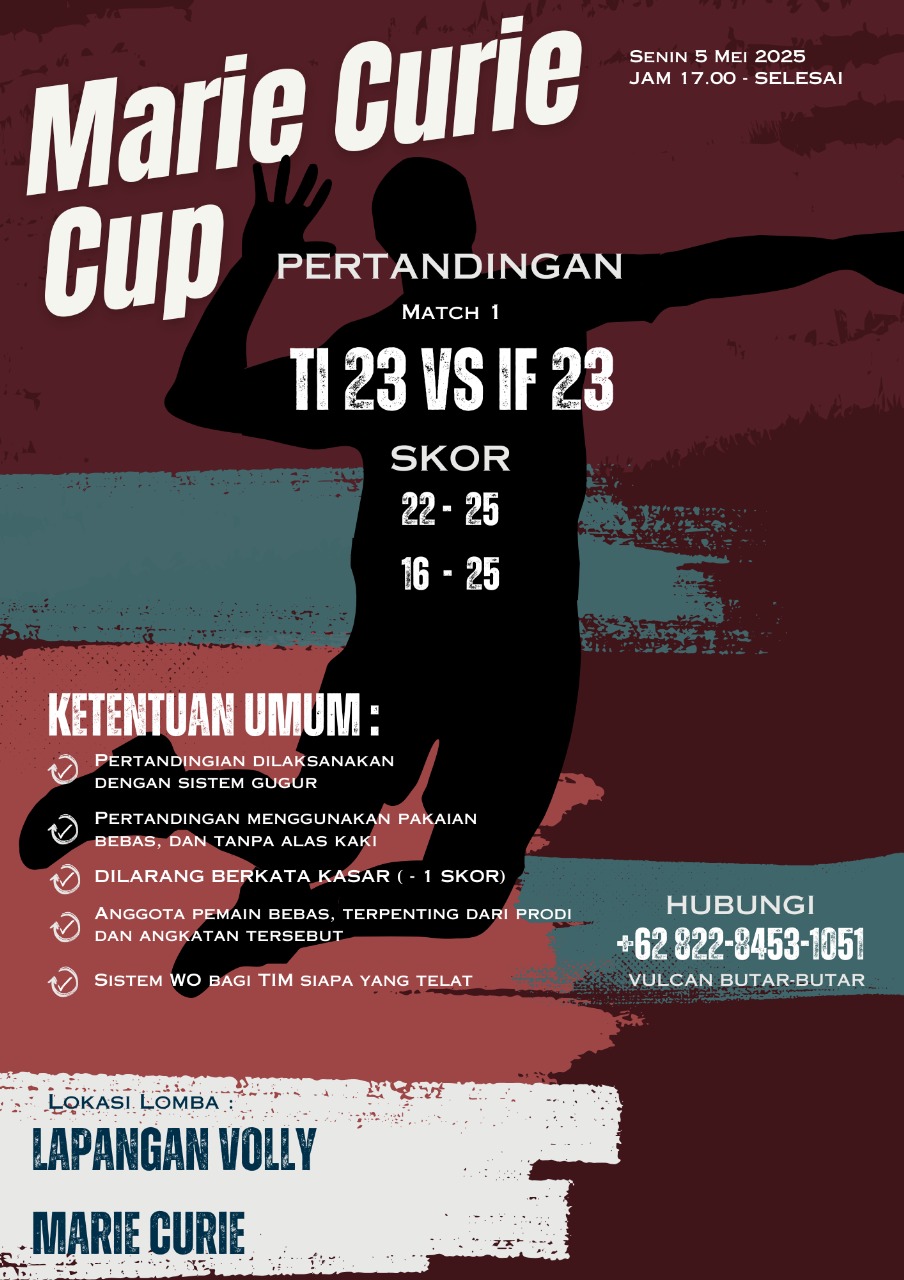 Marie Curie
Cup
Senin 5 Mei 2025
JAM 17.00 - SELESAI
PERTANDINGAN
Match 1
TI 23 VS IF 23
SKOR
22 - 25
16 - 25
KETENTUAN UMUM :
Pertandingian dilaksanakan
dengan sistem gugur
Pertandingan menggunakan pakaian
bebas, dan tanpa alas kaki
DILARANG BERKATA KASAR ( - 1 SKOR)
Anggota pemain bebas, terpenting dari prodi
dan angkatan tersebut
Sistem WO bagi TIM siapa yang telat
HUBUNGI
+62 822-8453-1051
VULCAN BUTAR-BUTAR
Lokasi Lomba :
LAPANGAN VOLLY
MARIE CURIE